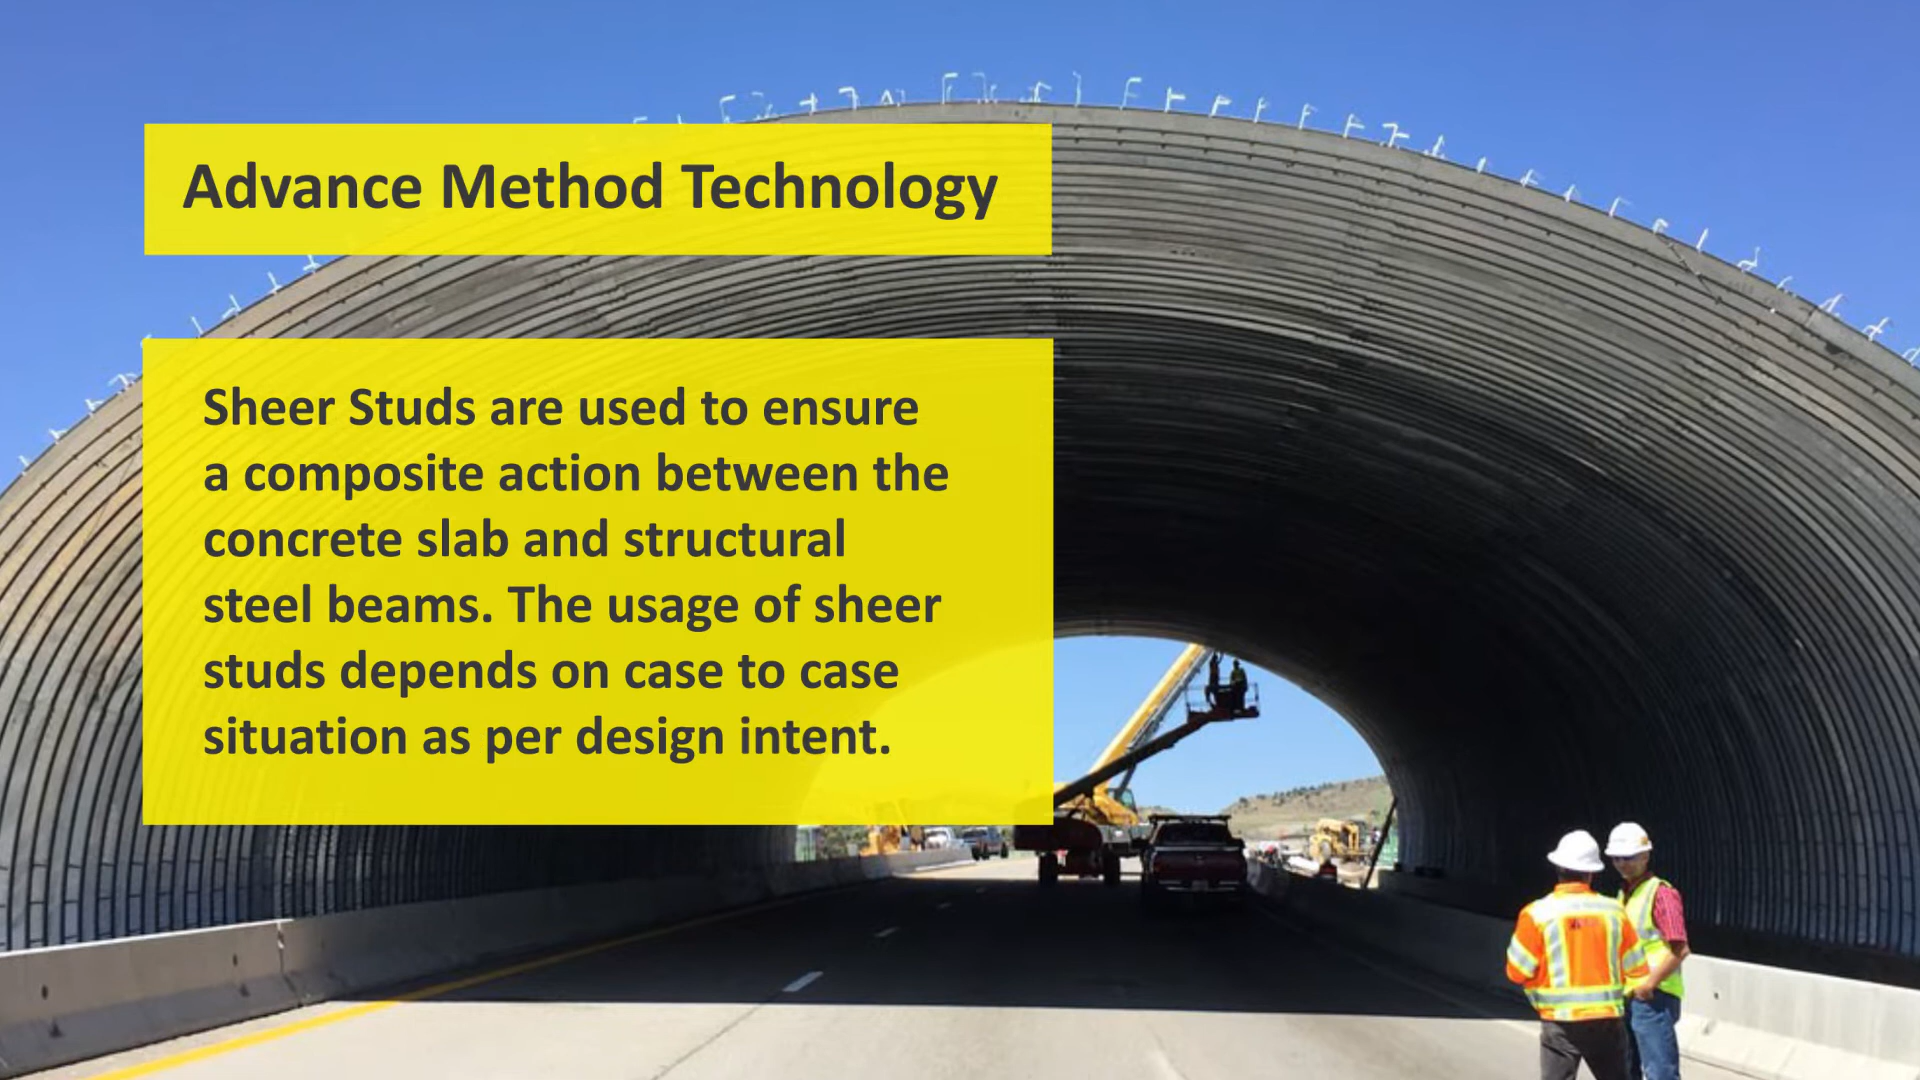 Advance Method Technology
Sheer Studs are used to ensure
a composite action between the
concrete slab and structural
steel beams. The usage of sheer
studs depends on case to case
situation as per design intent.